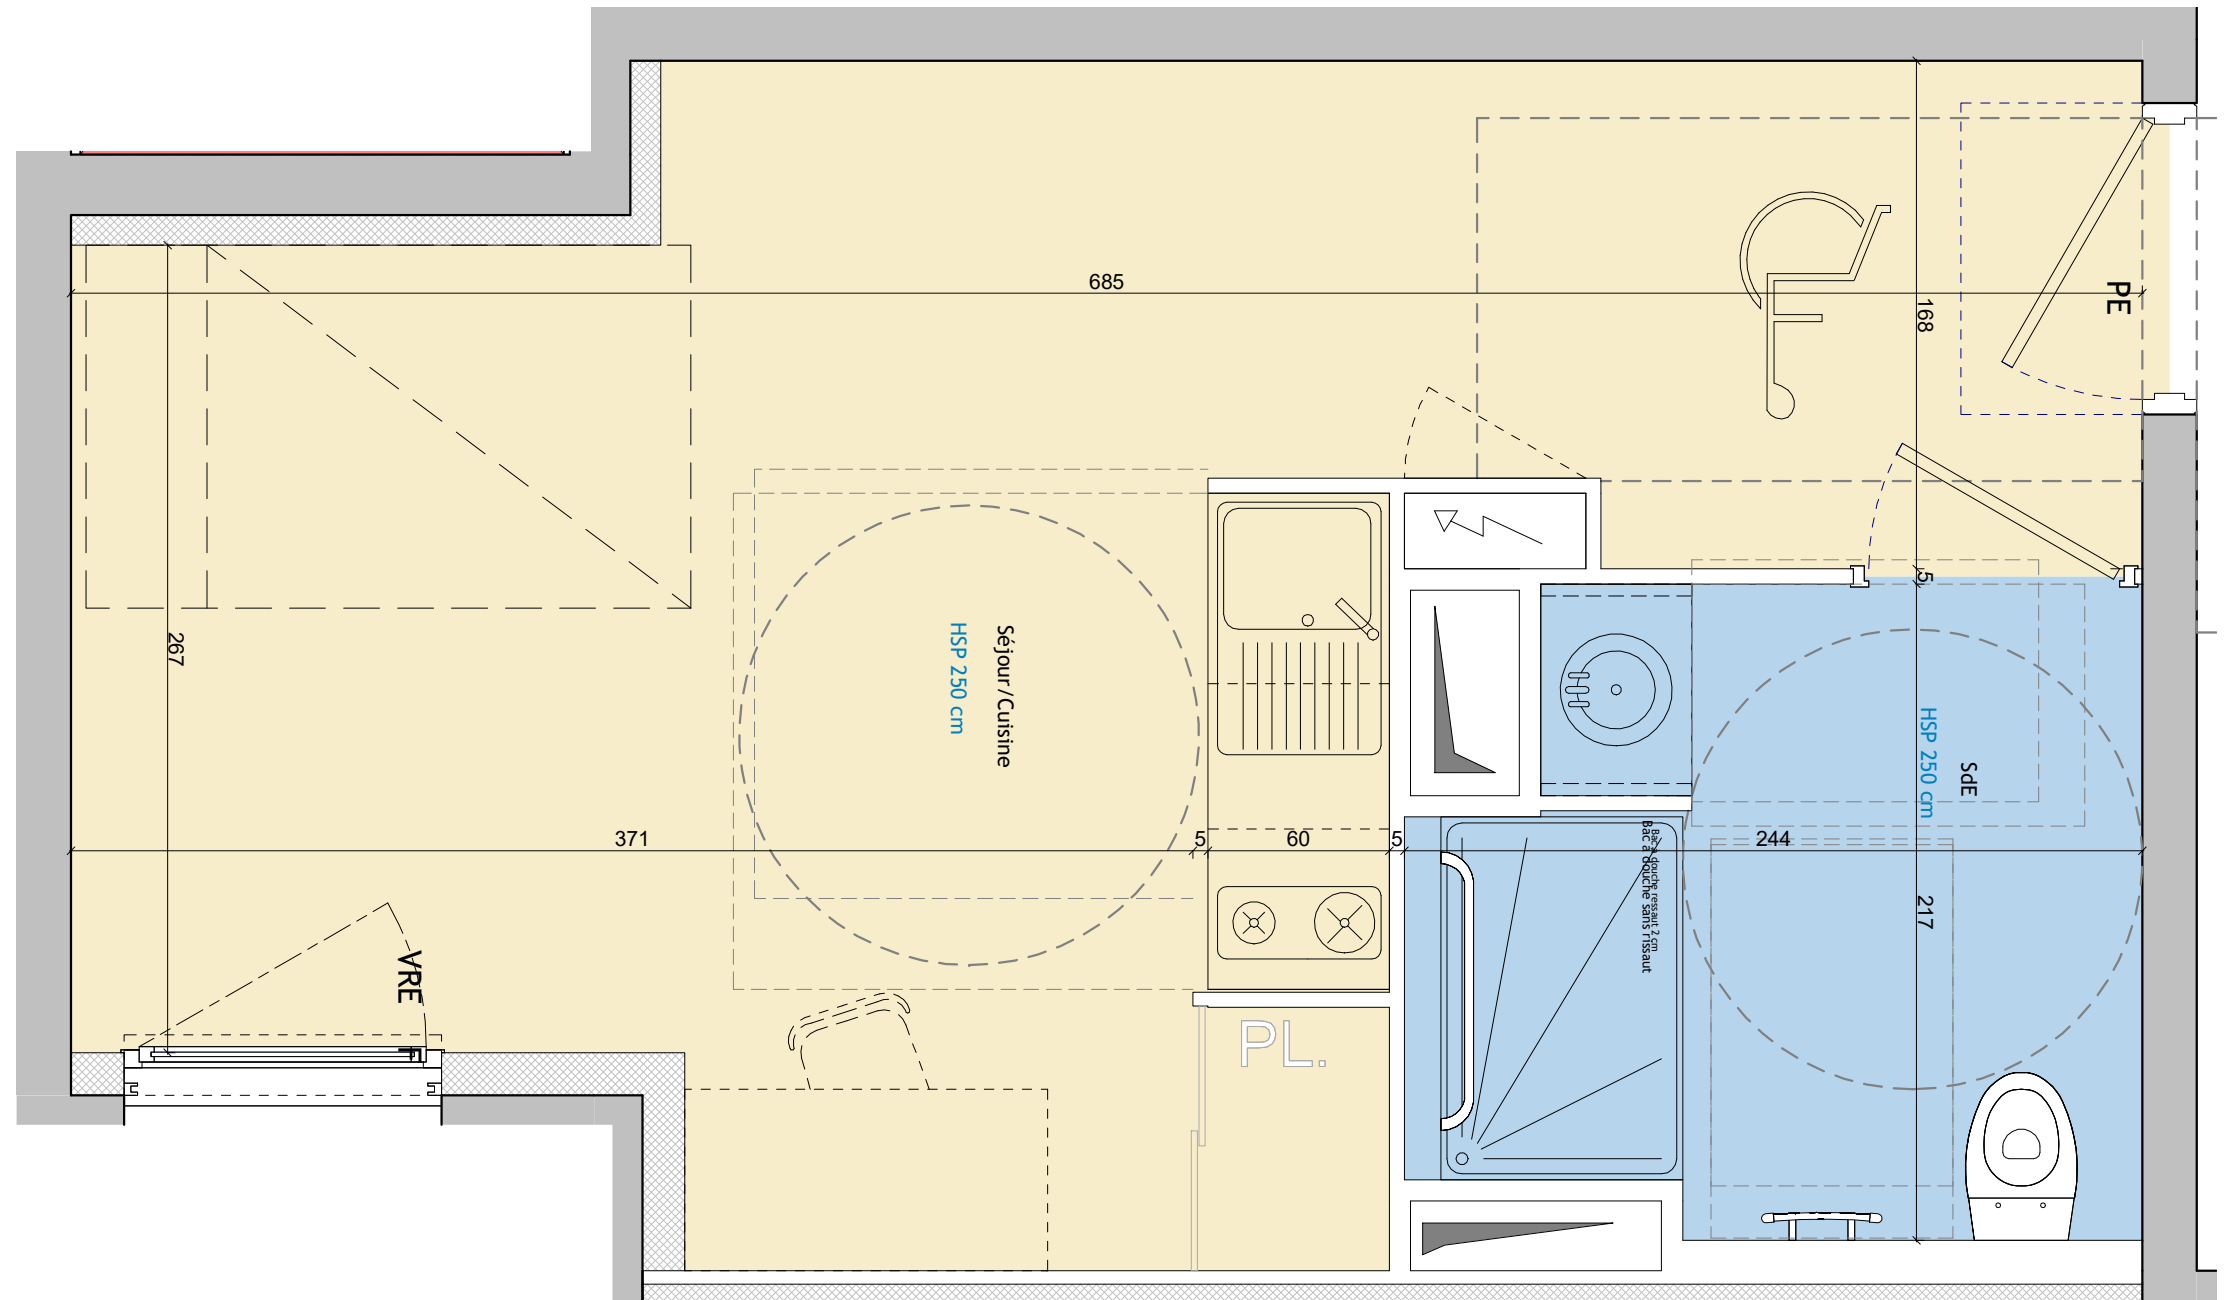 685
168
PE
5
267
Séjour/Cuisine
HSP 250 cm
SdE
HSP 250 cm
371
5
60
5
244
Bac à douche ressaut 2 cm
Bac à douche sans rissaut
217
VRE
PL.